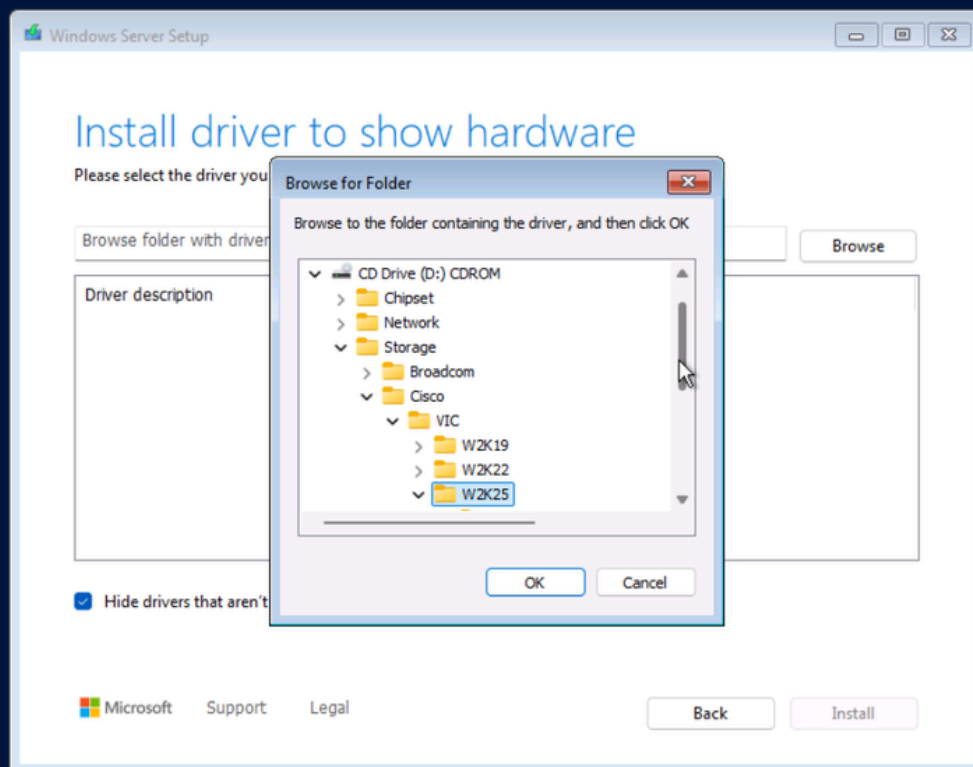 Windows Server Setup
Install driver to show hardware
Please select the driver you
Browse for Folder
Browse to the folder containing the driver, and then click OK
Browse folder with driver
Browse
CD Drive (D:) CDROM
Driver description
Chipset
Network
Storage
Broadcom
Cisco
VIC
W2K19
W2K22
W2K25
OK
Cancel
Hide drivers that aren't
Microsoft
Support
Legal
Back
Install